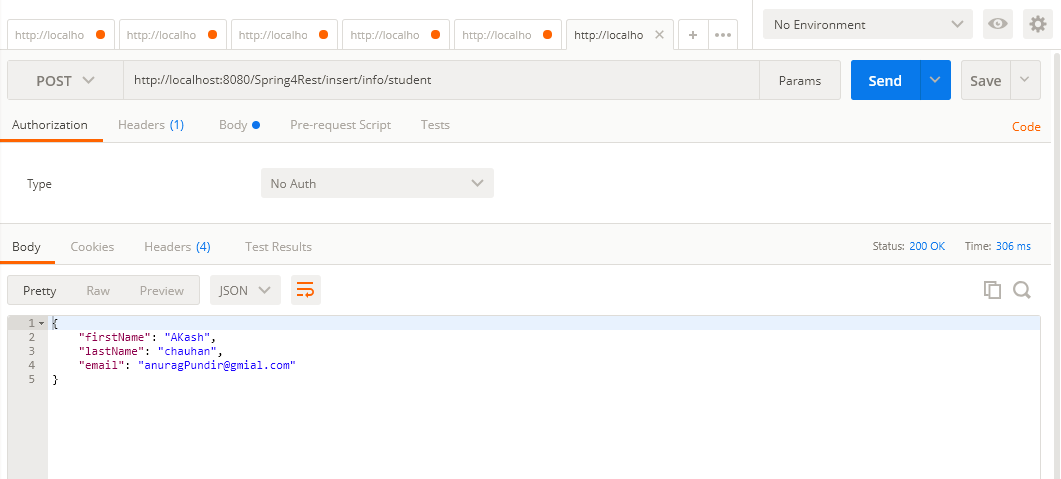 http://localho http://localho http://localho http://localho http://localho http://localho No Environment
POST http://localhost:8080/Spring4Rest/insert/info/student Params Send Save
Authorization Headers (1) Body Pre-request Script Tests Code
Type No Auth
Body Cookies Headers (4) Test Results Status: 200 OK Time: 306 ms
Pretty Raw Preview JSON
1 {
2 "firstName": "AKash",
3 "lastName": "chauhan",
4 "email": "anuragPundir@gmial.com"
5 }